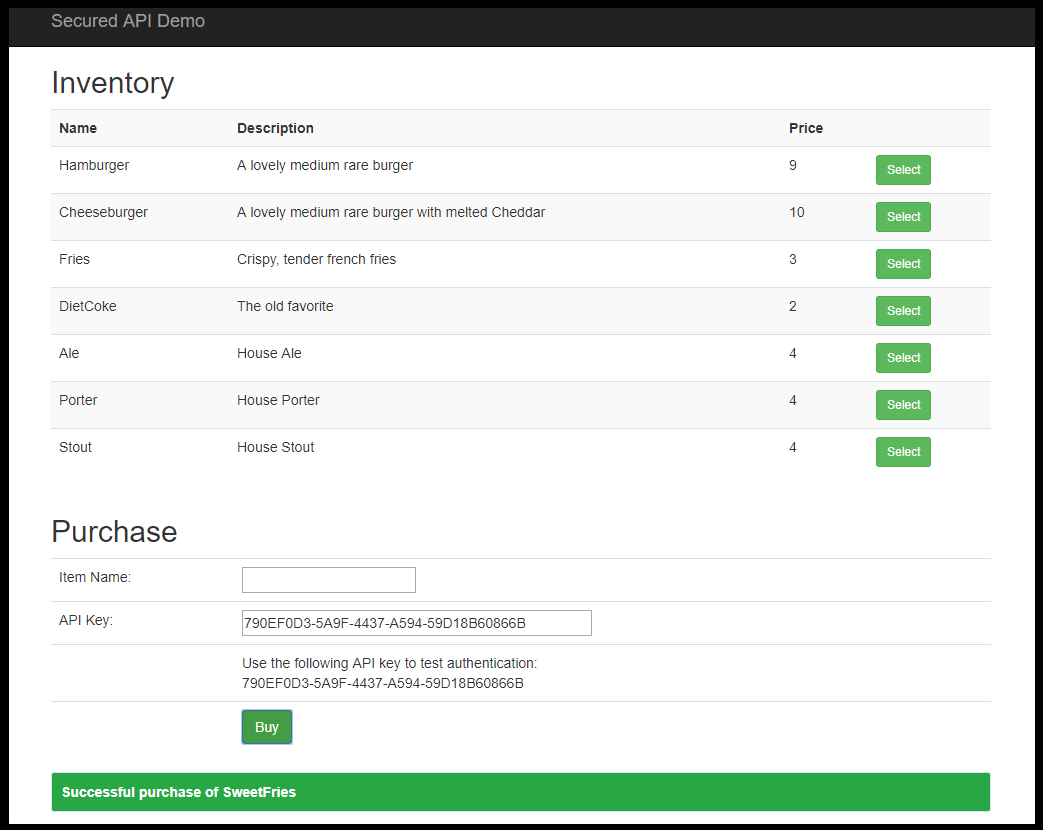 Secured API Demo
Inventory
Name Description Price
Hamburger A lovely medium rare burger 9 Select
Cheeseburger A lovely medium rare burger with melted Cheddar 10 Select
Fries Crispy, tender french fries 3 Select
DietCoke The old favorite 2 Select
Ale House Ale 4 Select
Porter House Porter 4 Select
Stout House Stout 4 Select
Purchase
Item Name:
API Key: 790EF0D3-5A9F-4437-A594-59D18B60866B
Use the following API key to test authentication:
790EF0D3-5A9F-4437-A594-59D18B60866B
Buy
Successful purchase of SweetFries